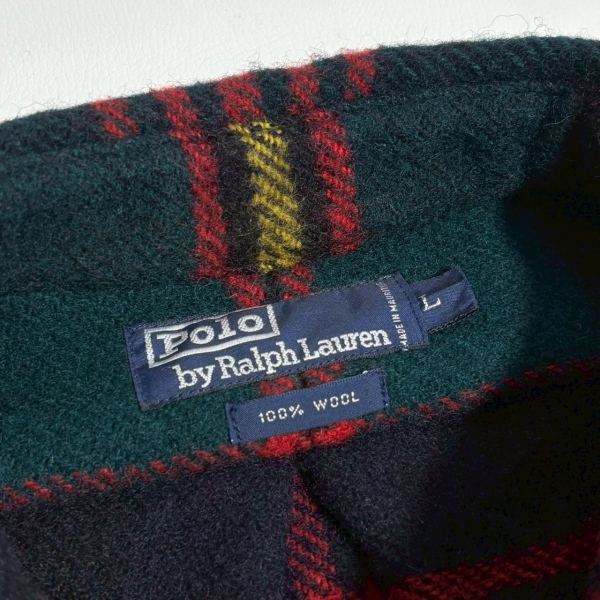 Polo
by Ralph Lauren
MADE IN MAURITIUS
L
100% WOOL